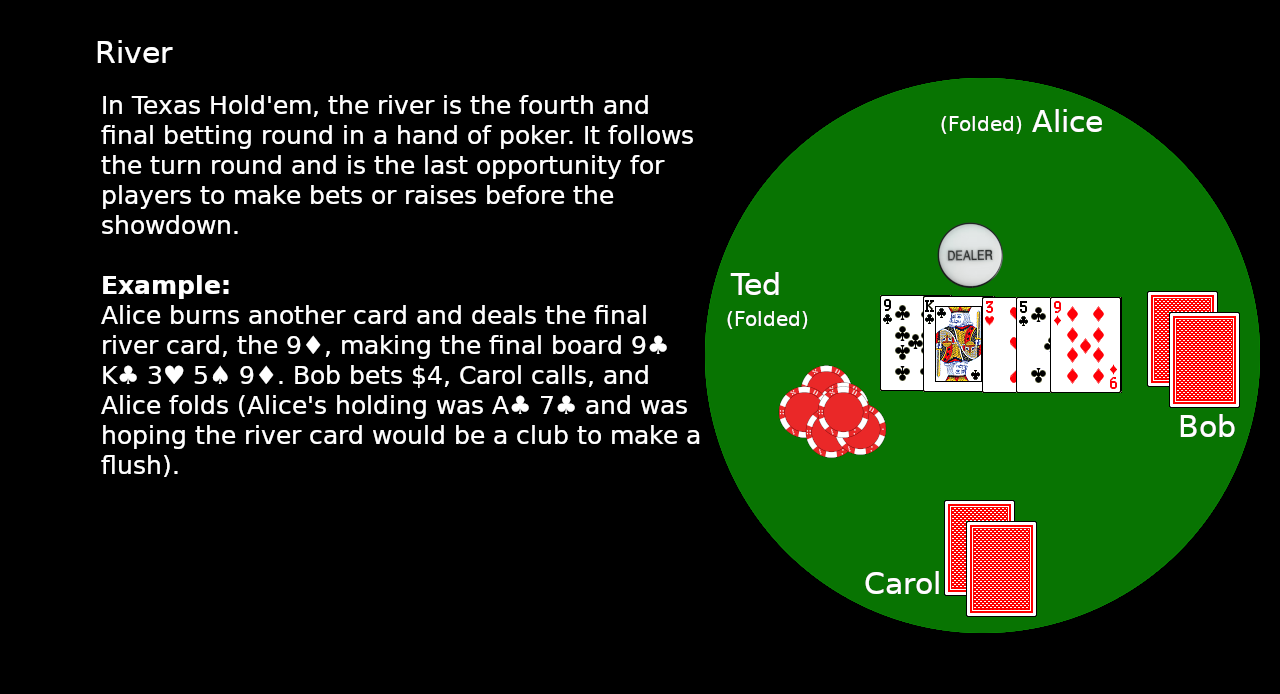 River
In Texas Hold'em, the river is the fourth and
final betting round in a hand of poker. It follows
the turn round and is the last opportunity for
players to make bets or raises before the
showdown.
Example:
Alice burns another card and deals the final
river card, the 9♦, making the final board 9♣
K♣ 3♥ 5♠ 9♦. Bob bets $4, Carol calls, and
Alice folds (Alice's holding was A♣ 7♣ and was
hoping the river card would be a club to make a
flush).
(Folded) Alice
DEALER
Ted
(Folded)
9 K 3 5 9
9
Bob
Carol